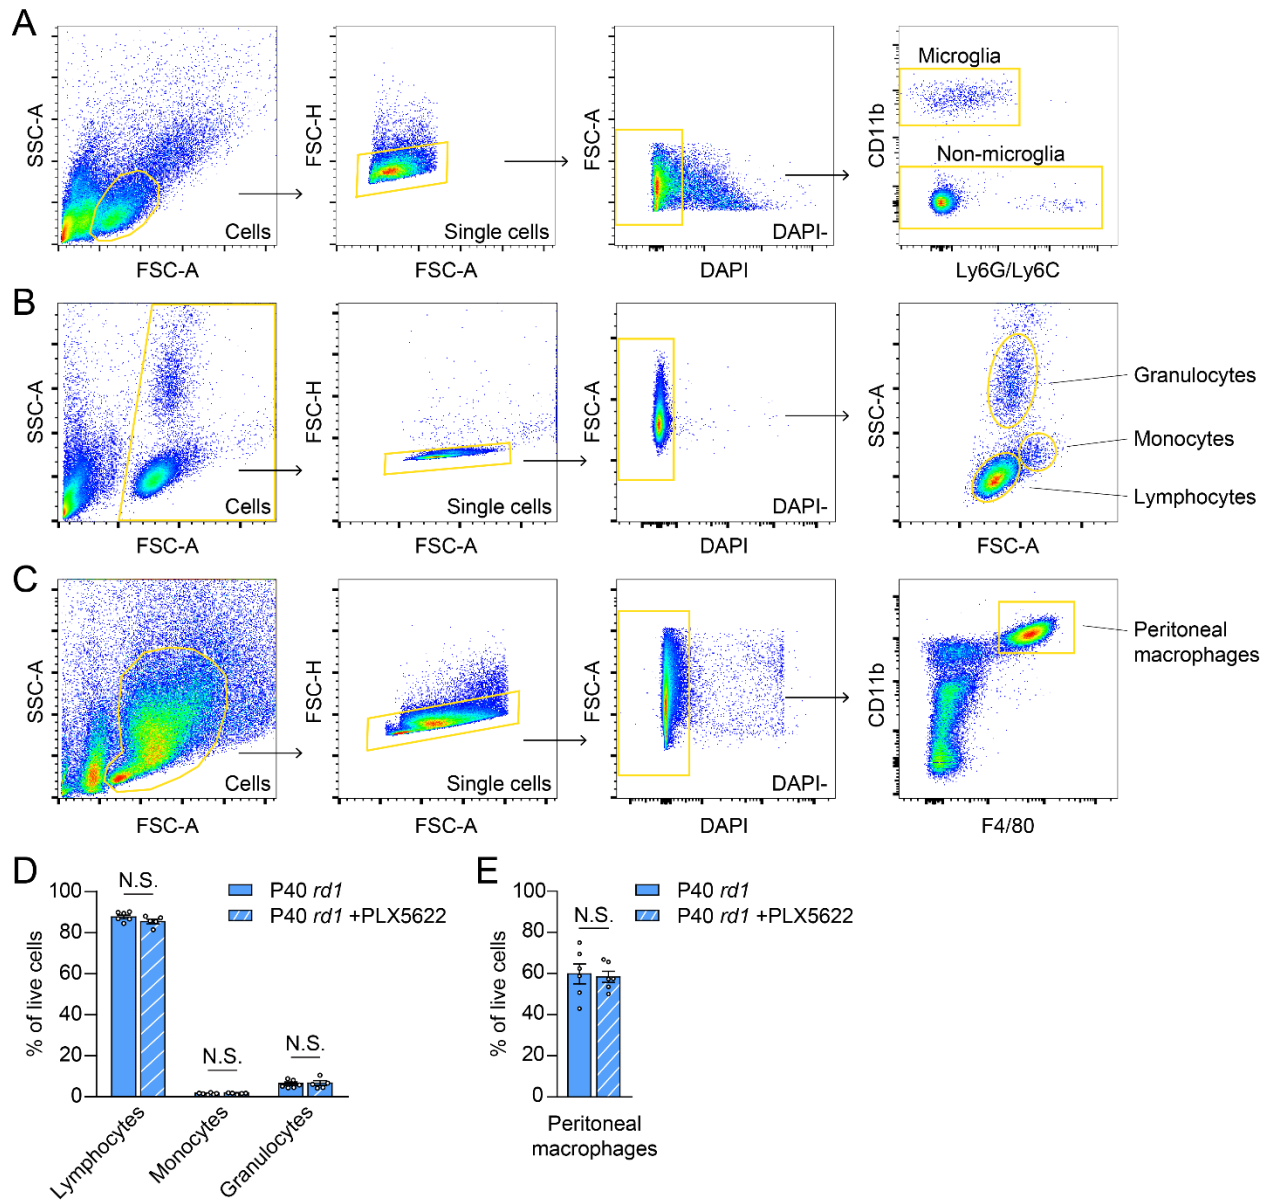 A
SSC-A
Cells
FSC-A
FSC-H
Single cells
FSC-A
FSC-A
DAPI-
DAPI
CD11b
Microglia
Non-microglia
Ly6G/Ly6C
B
SSC-A
Cells
FSC-A
FSC-H
Single cells
FSC-A
FSC-A
DAPI-
DAPI
SSC-A
Granulocytes
Monocytes
Lymphocytes
FSC-A
C
SSC-A
Cells
FSC-A
FSC-H
Single cells
FSC-A
FSC-A
DAPI-
DAPI
CD11b
Peritoneal
macrophages
F4/80
D
% of live cells
100
80
60
40
20
0
N.S.
N.S.
N.S.
P40 rd1
P40 rd1 +PLX5622
Lymphocytes
Monocytes
Granulocytes
E
% of live cells
100
80
60
40
20
0
N.S.
P40 rd1
P40 rd1 +PLX5622
Peritoneal
macrophages